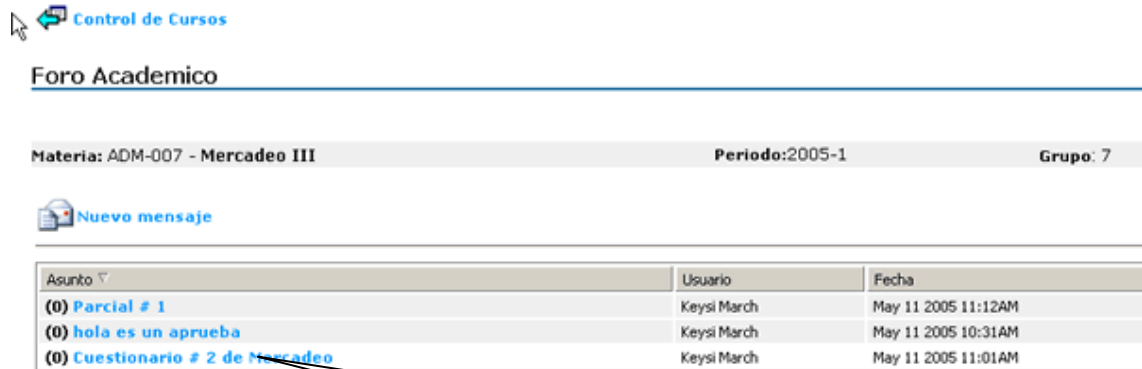 Control de Cursos
Foro Academico
Materia: ADM-007 - Mercadeo III Periodo:2005-1 Grupo: 7
Nuevo mensaje
Asunto Usuario Fecha
(0) Parcial # 1 Keysi March May 11 2005 11:12AM
(0) hola es un aprueba Keysi March May 11 2005 10:31AM
(0) Cuestionario # 2 de Mercadeo Keysi March May 11 2005 11:01AM